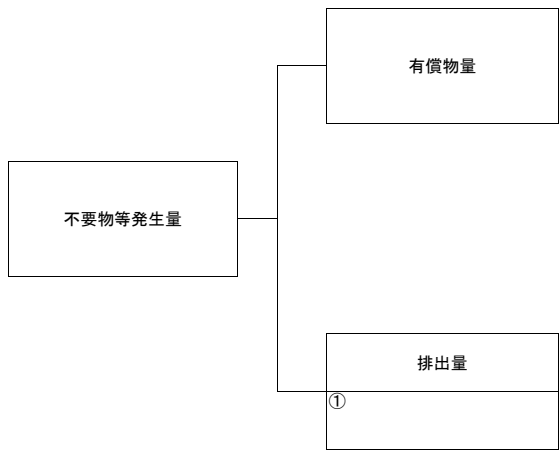 有償物量
不要物等発生量
排出量
①